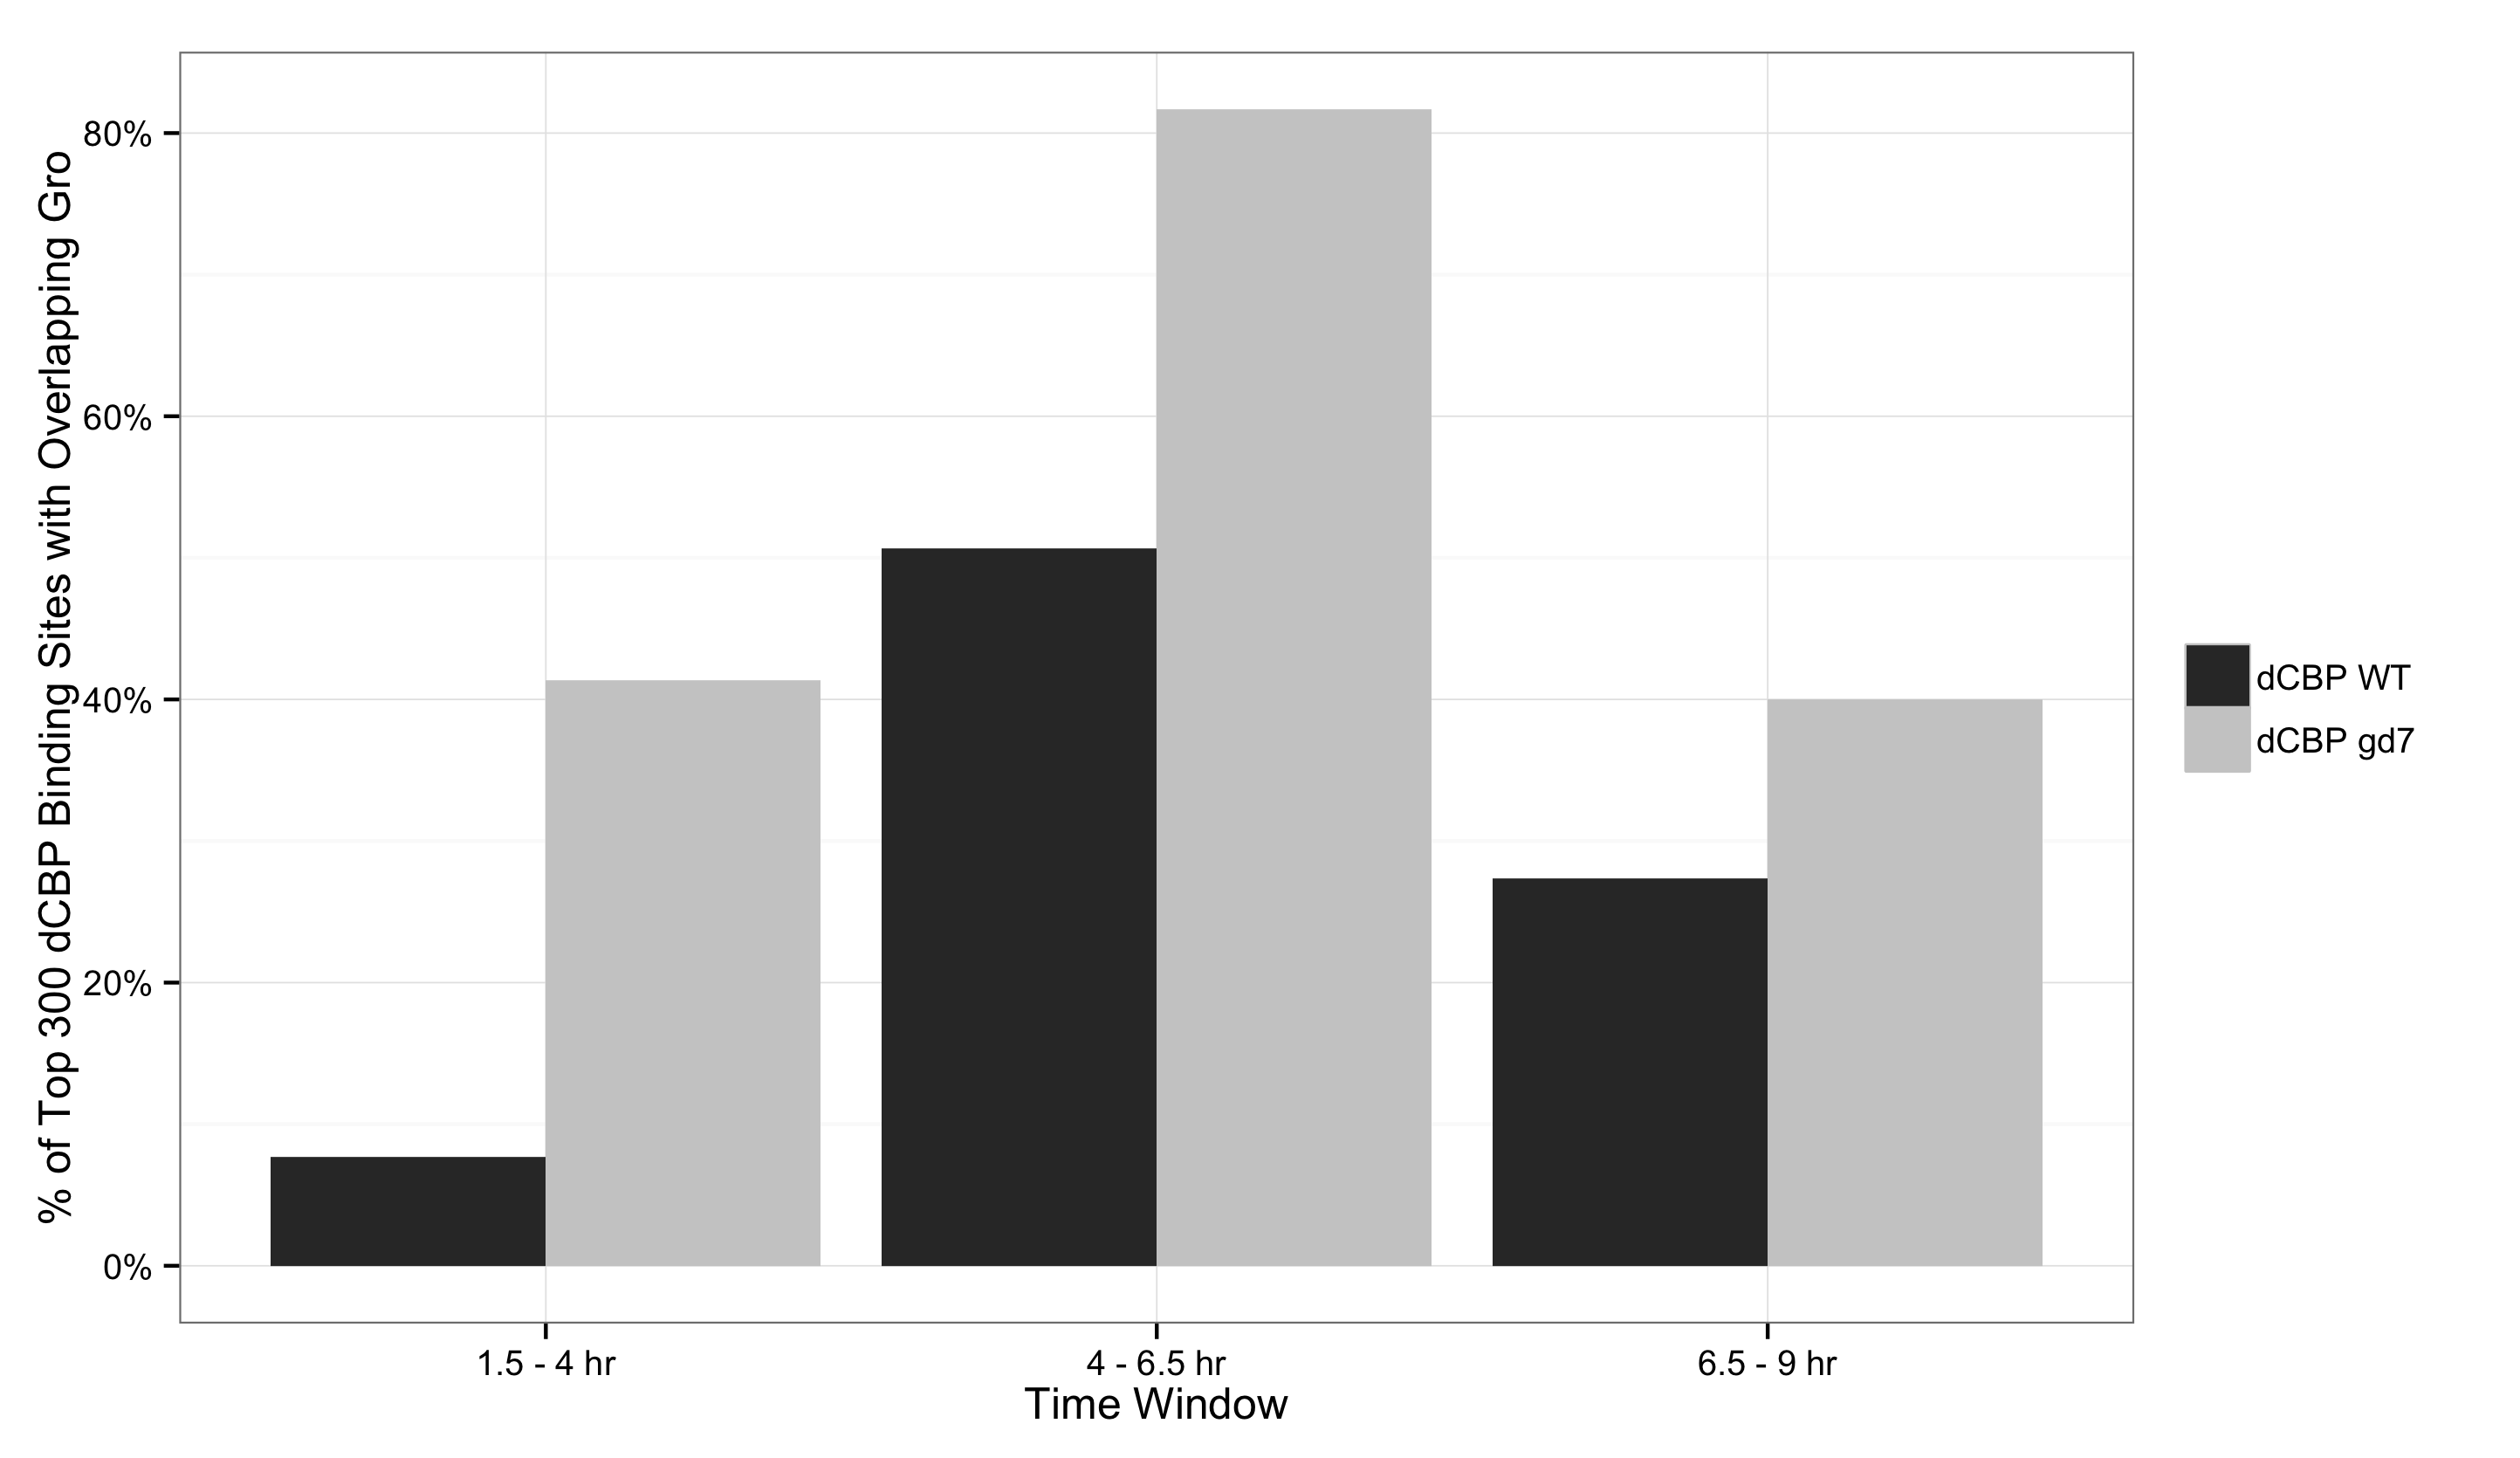 % of Top 300 dCBP Binding Sites with Overlapping Gro
80%
60%
40%
20%
0%
1.5 - 4 hr
4 - 6.5 hr
6.5 - 9 hr
Time Window
dCBP WT
dCBP gd7